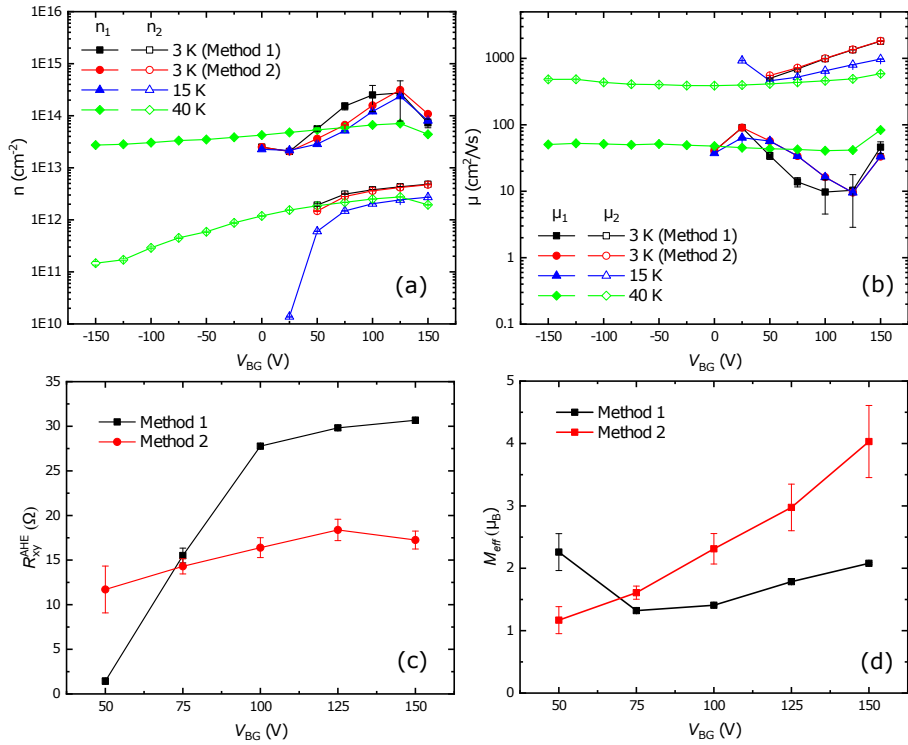 n₁ n₂
3 K (Method 1)
3 K (Method 2)
15 K
40 K
1E16
1E15
1E14
1E13
1E12
1E11
1E10
n (cm⁻²)
(a)
-150 -100 -50 0 50 100 150
V_BG (V)
1000
100
10
1
0.1
μ (cm²/Vs)
μ₁ μ₂
3 K (Method 1)
3 K (Method 2)
15 K
40 K
(b)
-150 -100 -50 0 50 100 150
V_BG (V)
35
30
25
20
15
10
5
0
R_xy^AHE (Ω)
Method 1
Method 2
(c)
50 75 100 125 150
V_BG (V)
5
4
3
2
1
0
M_eff (μ_B)
Method 1
Method 2
(d)
50 75 100 125 150
V_BG (V)